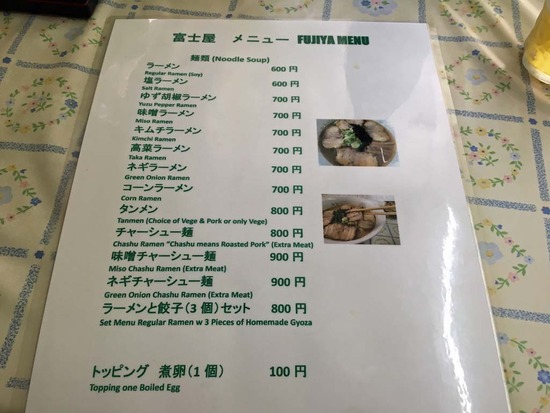 富士屋 メニュー FUJIYA MENU
麺類 (Noodle Soup)
ラーメン 600 円
Regular Ramen (Soy)
塩ラーメン 600 円
Salt Ramen
ゆず胡椒ラーメン 700 円
Yuzu Pepper Ramen
味噌ラーメン 700 円
Miso Ramen
キムチラーメン 700 円
Kimchi Ramen
高菜ラーメン 700 円
Taka Ramen
ネギラーメン 700 円
Green Onion Ramen
コーンラーメン 700 円
Corn Ramen
タンメン 800 円
Tanmen (Choice of Vege & Pork or only Vege)
チャーシュー麺 800 円
Chashu Ramen "Chashu means Roasted Pork" (Extra Meat)
味噌チャーシュー麺 900 円
Miso Chashu Ramen (Extra Meat)
ネギチャーシュー麺 900 円
Green Onion Chashu Ramen (Extra Meat)
ラーメンと餃子(3個)セット 800 円
Set Menu Regular Ramen w 3 Pieces of Homemade Gyoza
トッピング 煮卵(1個) 100 円
Topping one Boiled Egg